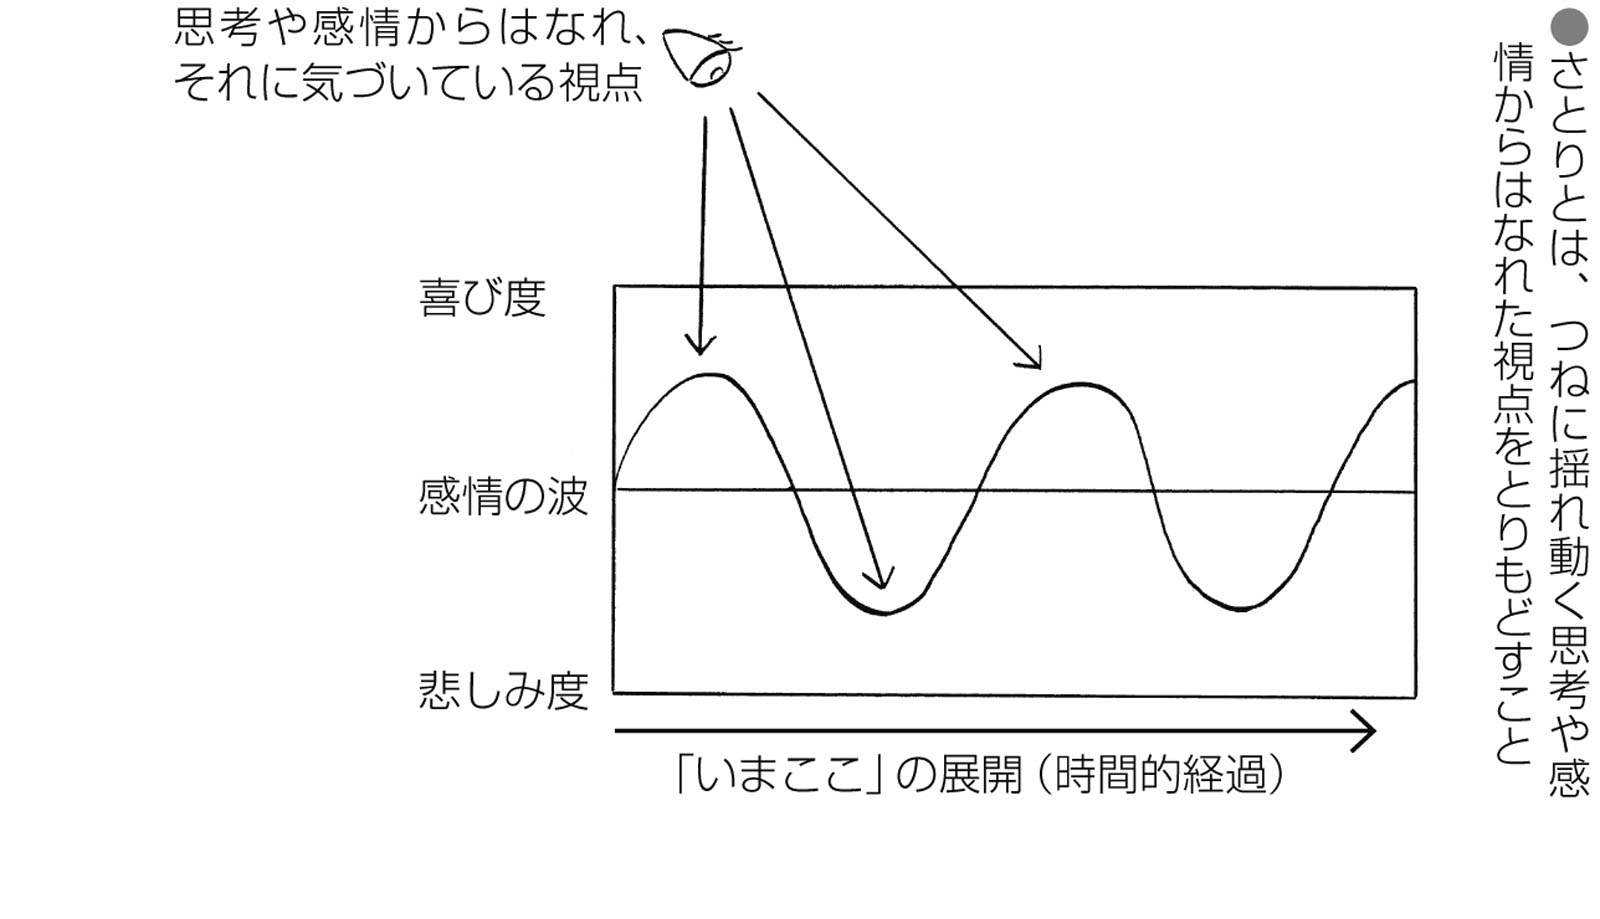 ●さとりとは、つねに揺れ動く思考や感
情からはなれた視点をとりもどすこと
思考や感情からはなれ、
それに気づいている視点
喜び度
感情の波
悲しみ度
「いまここ」の展開（時間的経過）